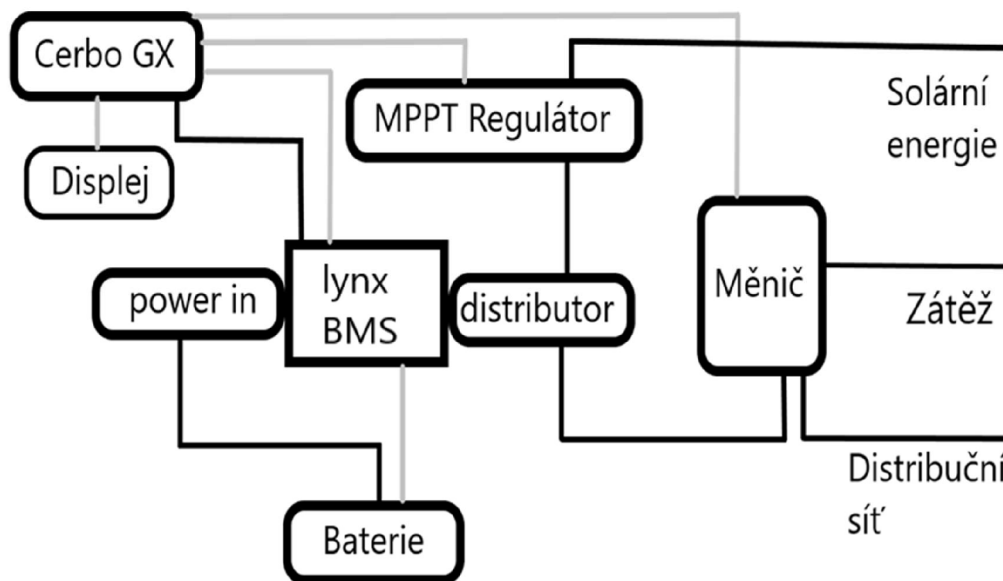 Cerbo GX
MPPT Regulátor
Solární
energie
Displej
Měnič
power in
lynx
BMS
distributor
Zátěž
Distribuční
síť
Baterie